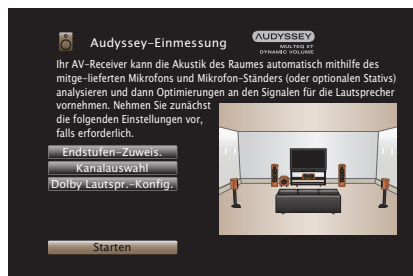 Audyssey-Einmessung
AUDYSSEY
MULTEQ XT
DYNAMIC VOLUME
Ihr AV-Receiver kann die Akustik des Raumes automatisch mithilfe des
mitge-lieferten Mikrofons und Mikrofon-Ständers (oder optionalen Stativs)
analysieren und dann Optimierungen an den Signalen für die Lautsprecher
vornehmen. Nehmen Sie zunächst
die folgenden Einstellungen vor,
falls erforderlich.
Endstufen-Zuweis.
Kanalauswahl
Dolby Lautspr.-Konfig.
Starten